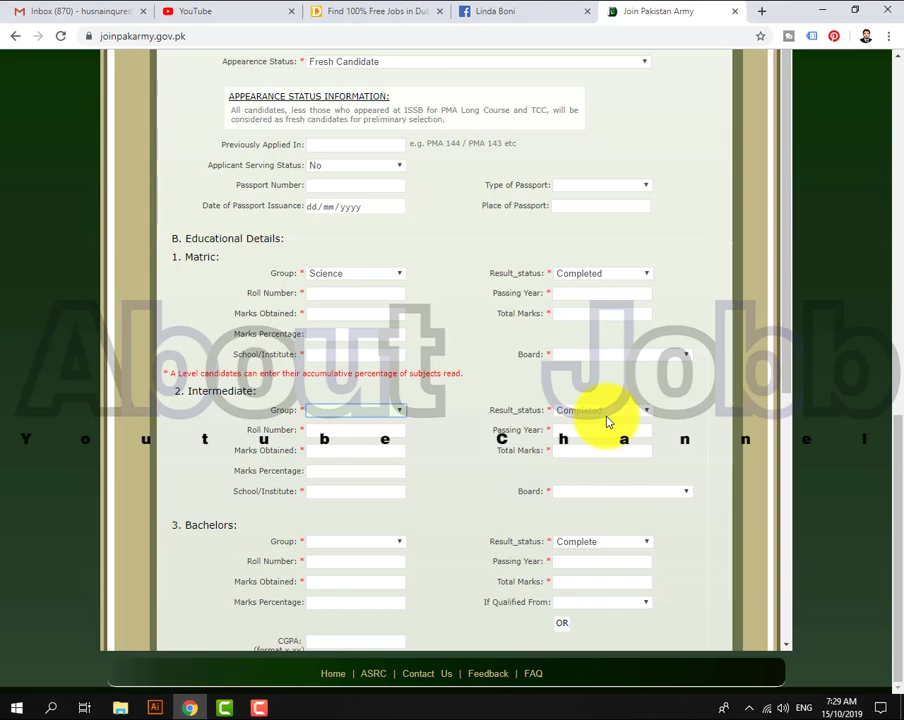 Inbox (870) - husnainqures
YouTube
Find 100% Free Jobs in Dub
Linda Boni
Join Pakistan Army
joinpakarmy.gov.pk
Appearence Status: * Fresh Candidate
APPEARANCE STATUS INFORMATION:
All candidates, less those who appeared at ISSB for PMA Long Course and TCC, will be
considered as fresh candidates for preliminary selection.
Previously Applied In: e.g. PMA 144 / PMA 143 etc
Applicant Serving Status: No
Passport Number: Type of Passport:
Date of Passport Issuance: dd/mm/yyyy Place of Passport:
B. Educational Details:
1. Matric:
Group: * Science Result_status: * Completed
Roll Number: * Passing Year: *
Marks Obtained: * Total Marks: *
Marks Percentage:
School/Institute: * Board: *
About Jobb
* A Level candidates can enter their accumulative percentage of subjects read.
2. Intermediate:
Group: * Result_status: * Completed
Roll Number: * Passing Year: *
Youtube Channel
Marks Obtained: * Total Marks: *
Marks Percentage:
School/Institute: * Board: *
3. Bachelors:
Group: * Result_status: * Complete
Roll Number: * Passing Year: *
Marks Obtained: * Total Marks: *
Marks Percentage: If Qualified From:
OR
CGPA:
(format x.xx)
Home | ASRC | Contact Us | Feedback | FAQ
Ai
ENG
7:29 AM
15/10/2019